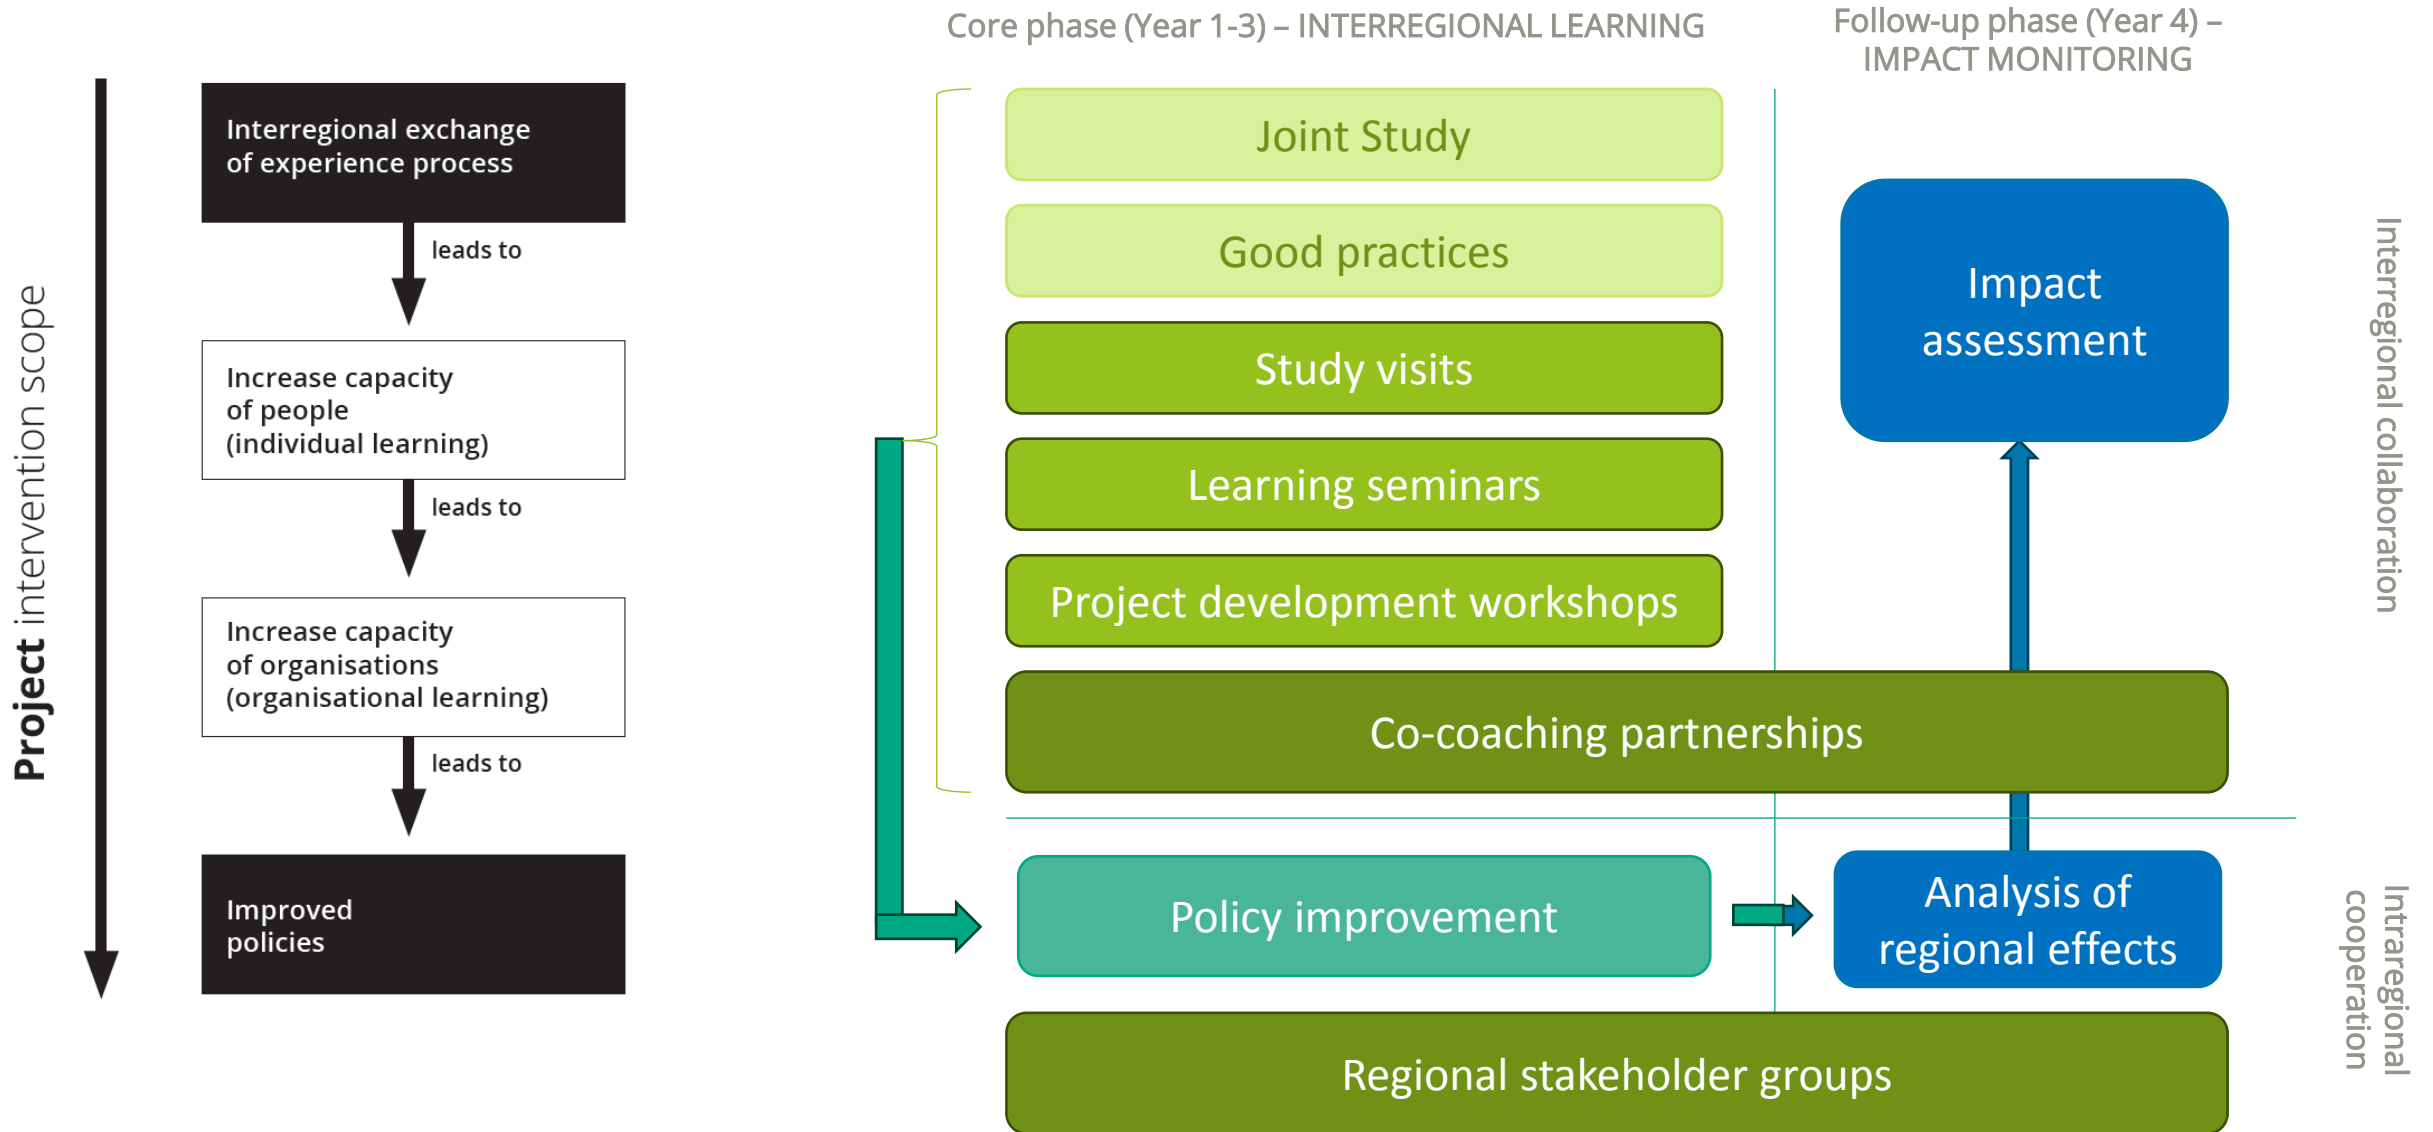 Project intervention scope
Interregional exchange
of experience process
leads to
Increase capacity
of people
(individual learning)
leads to
Increase capacity
of organisations
(organisational learning)
leads to
Improved
policies
Core phase (Year 1-3) – INTERREGIONAL LEARNING
Joint Study
Good practices
Study visits
Learning seminars
Project development workshops
Co-coaching partnerships
Policy improvement
Regional stakeholder groups
Follow-up phase (Year 4) –
IMPACT MONITORING
Impact
assessment
Analysis of
regional effects
Interregional collaboration
Intraregional
cooperation